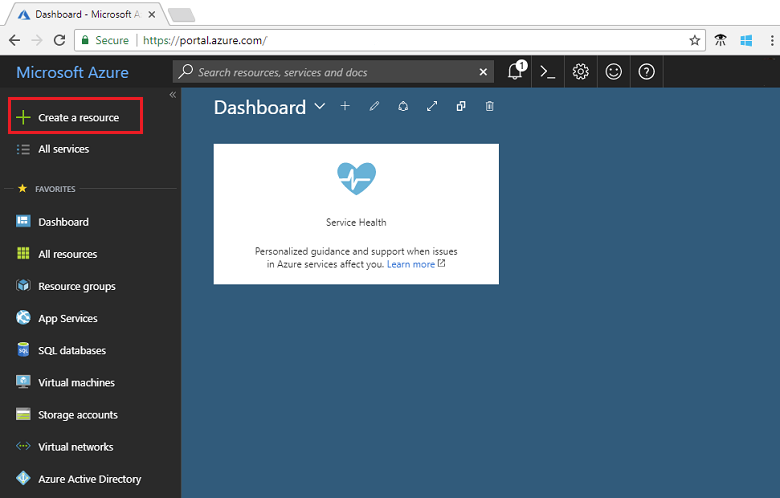 Dashboard - Microsoft A
Secure
https://portal.azure.com/
Microsoft Azure
Search resources, services and docs
1
Create a resource
All services
FAVORITES
Dashboard
All resources
Resource groups
App Services
SQL databases
Virtual machines
Storage accounts
Virtual networks
Azure Active Directory
Dashboard
Service Health
Personalized guidance and support when issues
in Azure services affect you. Learn more